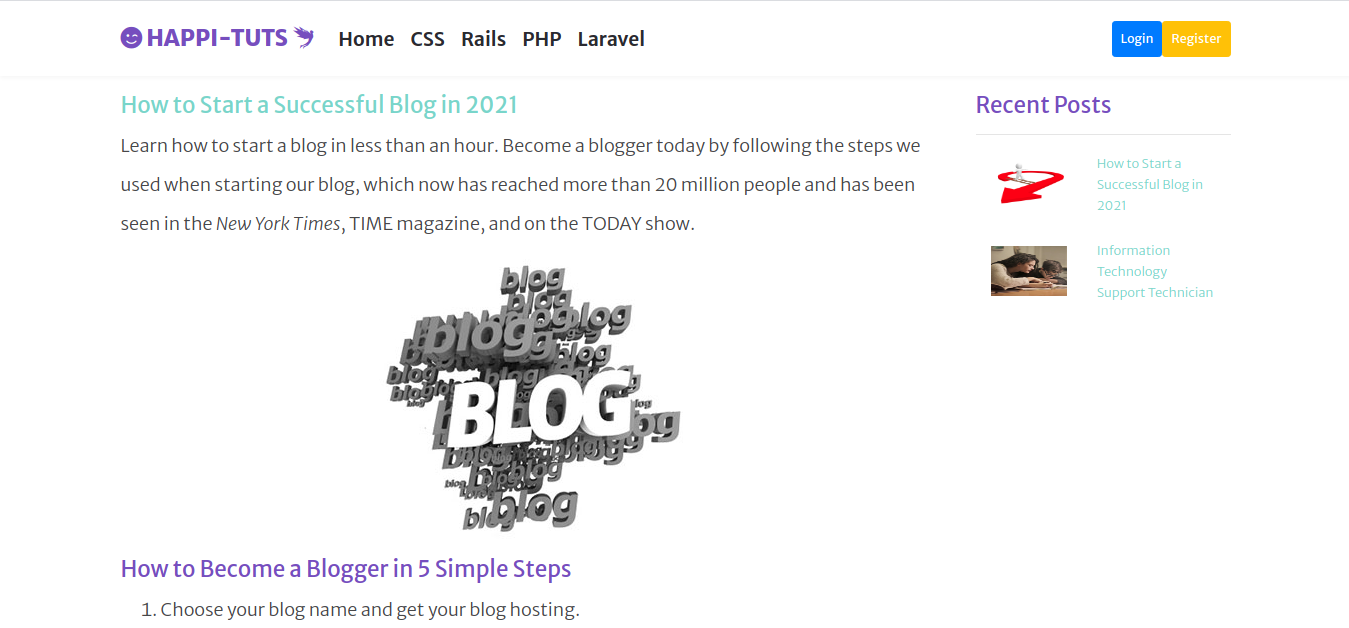 HAPPI-TUTS Home CSS Rails PHP Laravel Login Register
How to Start a Successful Blog in 2021
Learn how to start a blog in less than an hour. Become a blogger today by following the steps we
used when starting our blog, which now has reached more than 20 million people and has been
seen in the New York Times, TIME magazine, and on the TODAY show.
blog
blog
blog
blog
blog
BLOG
blog
blog
blog
How to Become a Blogger in 5 Simple Steps
1. Choose your blog name and get your blog hosting.
Recent Posts
How to Start a
Successful Blog in
2021
Information
Technology
Support Technician